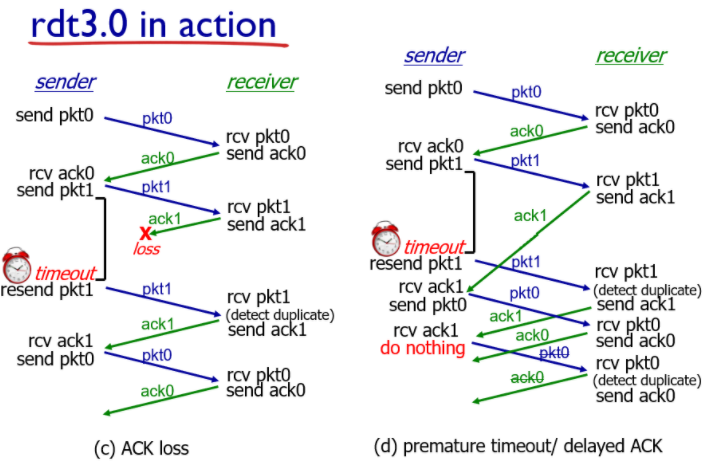 rdt3.0 in action
sender
receiver
send pkt0
pkt0
rcv pkt0
send ack0
ack0
rcv ack0
send pkt1
pkt1
rcv pkt1
send ack1
ack1
X
loss
timeout
resend pkt1
pkt1
rcv pkt1
(detect duplicate)
send ack1
ack1
rcv ack1
send pkt0
pkt0
rcv pkt0
send ack0
ack0
(c) ACK loss
sender
receiver
send pkt0
pkt0
rcv pkt0
send ack0
ack0
rcv ack0
send pkt1
pkt1
rcv pkt1
send ack1
ack1
timeout
resend pkt1
pkt1
rcv pkt1
(detect duplicate)
send ack1
rcv ack1
send pkt0
pkt0
ack1
rcv pkt0
send ack0
ack0
rcv ack1
do nothing
pkt0
rcv pkt0
(detect duplicate)
send ack0
ack0
(d) premature timeout/ delayed ACK